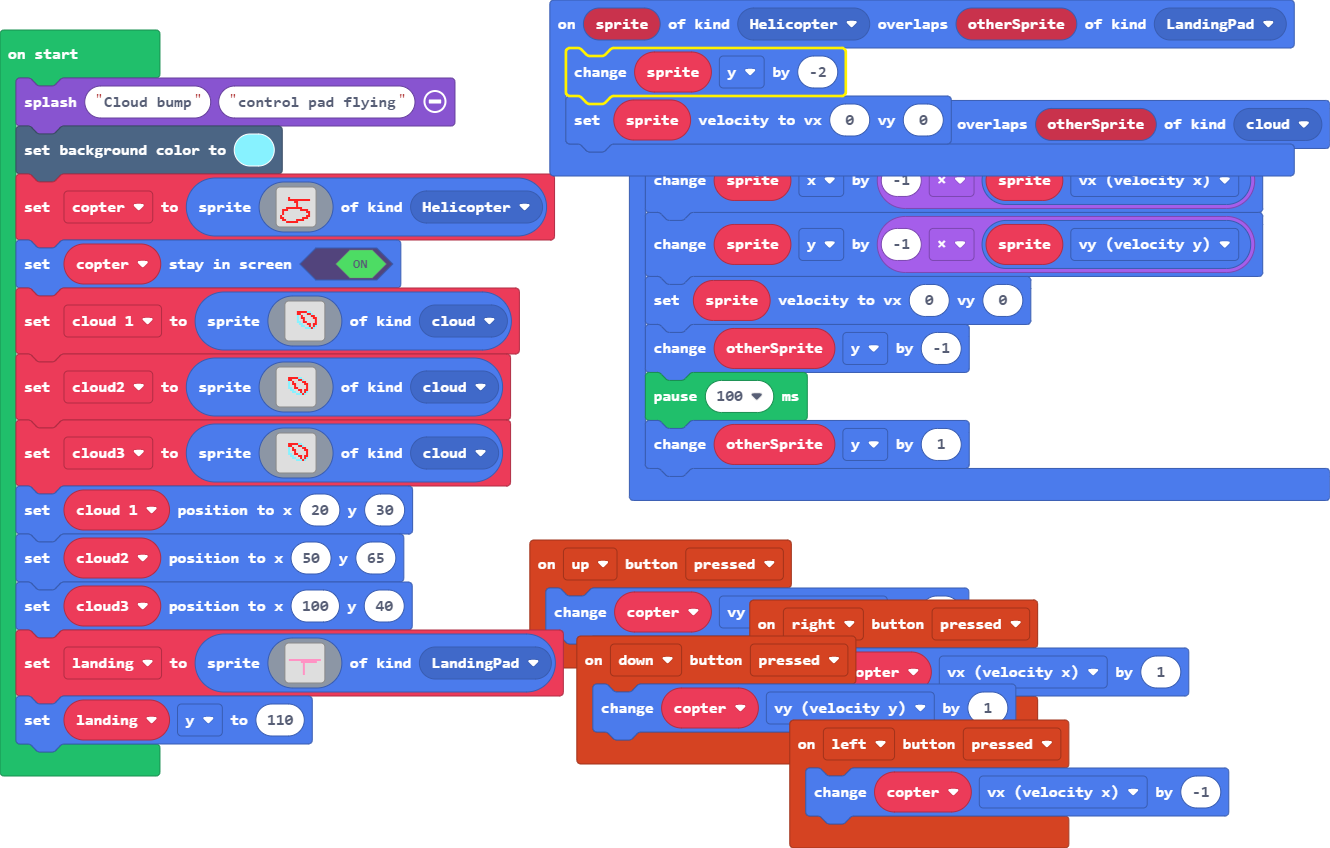 on start
splash "Cloud bump" "control pad flying"
set background color to
set copter to sprite of kind Helicopter
set copter stay in screen ON
set cloud 1 to sprite of kind cloud
set cloud2 to sprite of kind cloud
set cloud3 to sprite of kind cloud
set cloud 1 position to x 20 y 30
set cloud2 position to x 50 y 65
set cloud3 position to x 100 y 40
set landing to sprite of kind LandingPad
set landing y to 110
on sprite of kind Helicopter overlaps otherSprite of kind LandingPad
change sprite y by -2
set sprite velocity to vx 0 vy 0
overlaps otherSprite of kind cloud
change sprite x by -1 × sprite vx (velocity x)
change sprite y by -1 × sprite vy (velocity y)
set sprite velocity to vx 0 vy 0
change otherSprite y by -1
pause 100 ms
change otherSprite y by 1
on up button pressed
change copter vy
on right button pressed
opter vx (velocity x) by 1
on down button pressed
change copter vy (velocity y) by 1
on left button pressed
change copter vx (velocity x) by -1